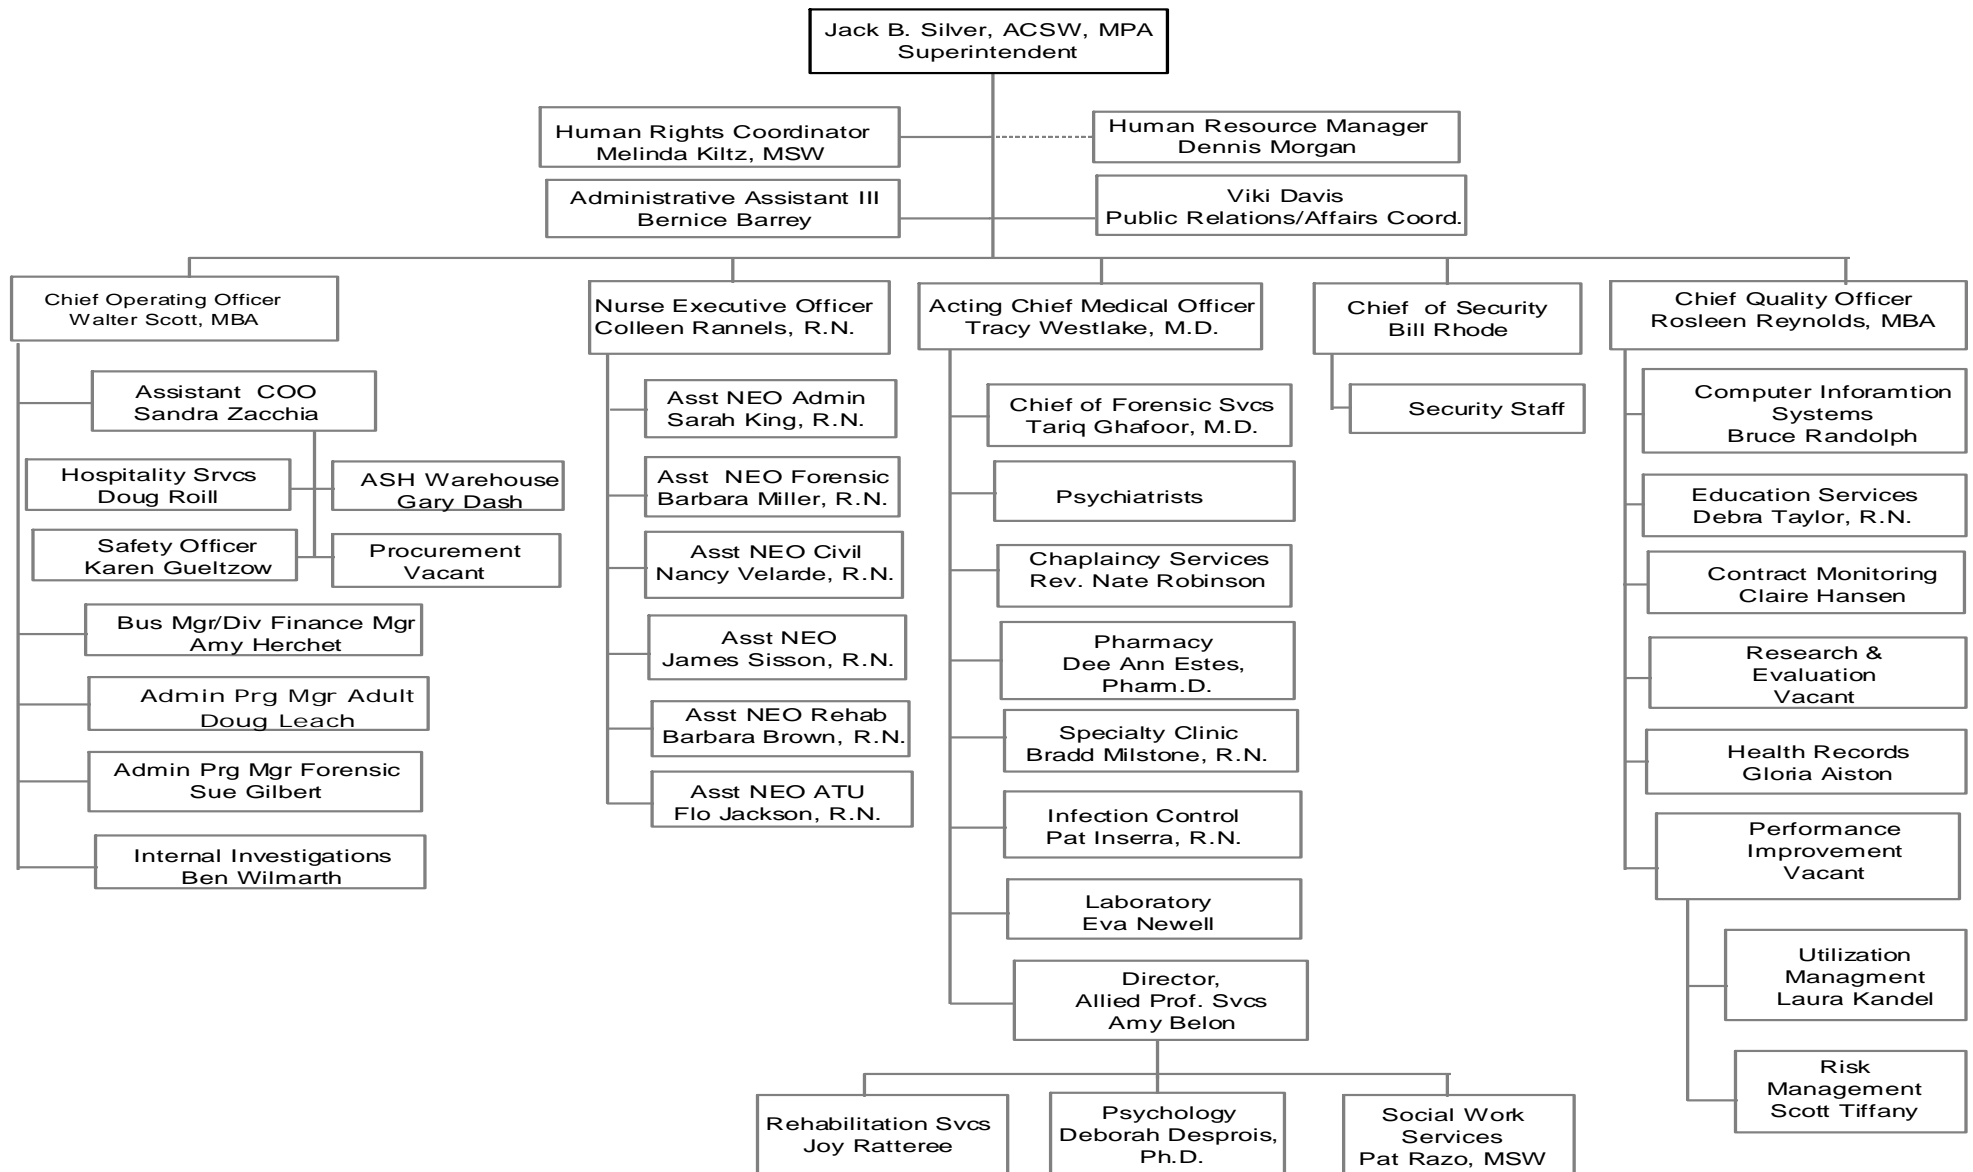 Jack B. Silver, ACSW, MPA
Superintendent
Human Rights Coordinator
Melinda Kiltz, MSW
Human Resource Manager
Dennis Morgan
Administrative Assistant III
Bernice Barrey
Viki Davis
Public Relations/Affairs Coord.
Chief Operating Officer
Walter Scott, MBA
Assistant COO
Sandra Zacchia
Hospitality Srvcs
Doug Roill
ASH Warehouse
Gary Dash
Safety Officer
Karen Gueltzow
Procurement
Vacant
Bus Mgr/Div Finance Mgr
Amy Herchet
Admin Prg Mgr Adult
Doug Leach
Admin Prg Mgr Forensic
Sue Gilbert
Internal Investigations
Ben Wilmarth
Nurse Executive Officer
Colleen Rannels, R.N.
Asst NEO Admin
Sarah King, R.N.
Asst NEO Forensic
Barbara Miller, R.N.
Asst NEO Civil
Nancy Velarde, R.N.
Asst NEO
James Sisson, R.N.
Asst NEO Rehab
Barbara Brown, R.N.
Asst NEO ATU
Flo Jackson, R.N.
Acting Chief Medical Officer
Tracy Westlake, M.D.
Chief of Forensic Svcs
Tariq Ghafoor, M.D.
Psychiatrists
Chaplaincy Services
Rev. Nate Robinson
Pharmacy
Dee Ann Estes,
Pharm.D.
Specialty Clinic
Bradd Milstone, R.N.
Infection Control
Pat Inserra, R.N.
Laboratory
Eva Newell
Director,
Allied Prof. Svcs
Amy Belon
Rehabilitation Svcs
Joy Ratteree
Psychology
Deborah Desprois,
Ph.D.
Social Work
Services
Pat Razo, MSW
Chief of Security
Bill Rhode
Security Staff
Chief Quality Officer
Rosleen Reynolds, MBA
Computer Inforamtion
Systems
Bruce Randolph
Education Services
Debra Taylor, R.N.
Contract Monitoring
Claire Hansen
Research &
Evaluation
Vacant
Health Records
Gloria Aiston
Performance
Improvement
Vacant
Utilization
Managment
Laura Kandel
Risk
Management
Scott Tiffany